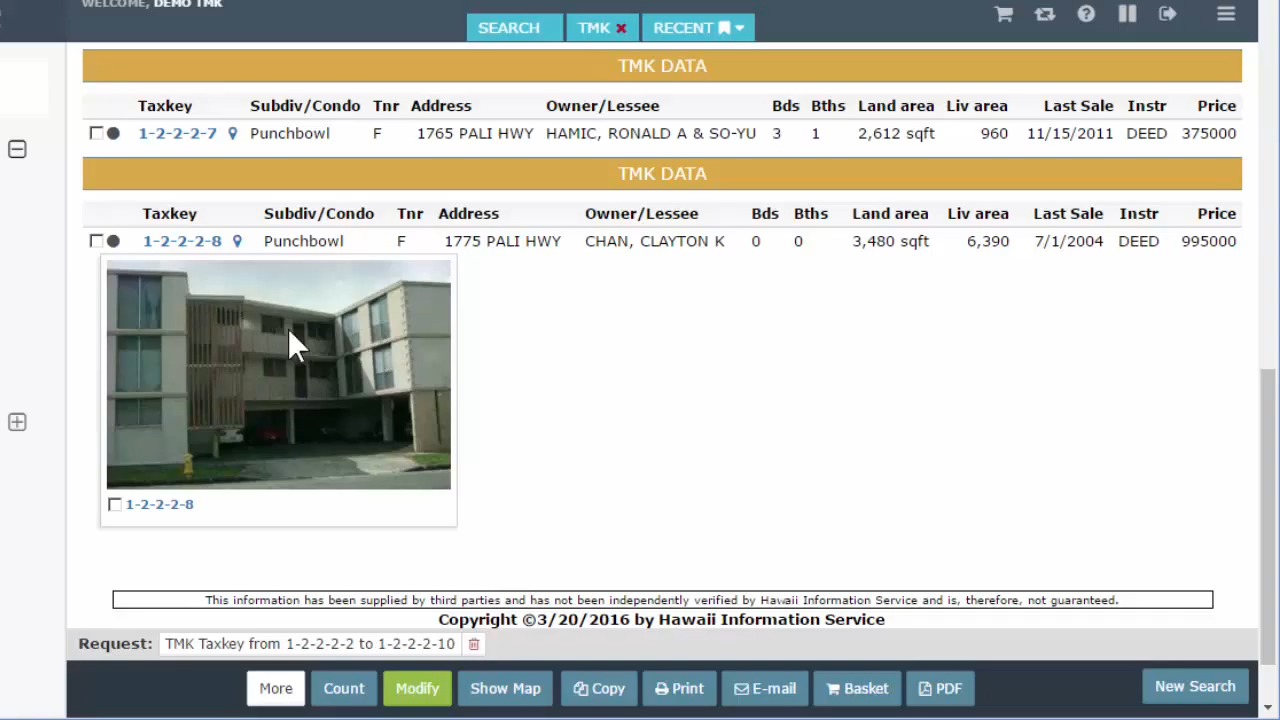 WELCOME, DEMO TMK
SEARCH TMK RECENT
TMK DATA
Taxkey Subdiv/Condo Tnr Address Owner/Lessee Bds Bths Land area Liv area Last Sale Instr Price
1-2-2-2-7 Punchbowl F 1765 PALI HWY HAMIC, RONALD A & SO-YU 3 1 2,612 sqft 960 11/15/2011 DEED 375000
TMK DATA
Taxkey Subdiv/Condo Tnr Address Owner/Lessee Bds Bths Land area Liv area Last Sale Instr Price
1-2-2-2-8 Punchbowl F 1775 PALI HWY CHAN, CLAYTON K 0 0 3,480 sqft 6,390 7/1/2004 DEED 995000
1-2-2-2-8
This information has been supplied by third parties and has not been independently verified by Hawaii Information Service and is, therefore, not guaranteed.
Copyright ©3/20/2016 by Hawaii Information Service
Request: TMK Taxkey from 1-2-2-2-2 to 1-2-2-2-10
More Count Modify Show Map Copy Print E-mail Basket PDF New Search